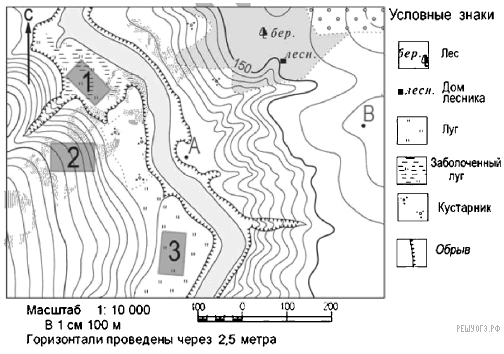 С
бер.
лесн.
150
1
2
3
А
В
Условные знаки
бер. Лес
лесн. Дом лесника
Луг
Заболоченный луг
Кустарник
Обрыв
Масштаб 1: 10 000
В 1 см 100 м
100 0 100 200
Горизонтали проведены через 2,5 метра
РЕШУОГЭ.РФ